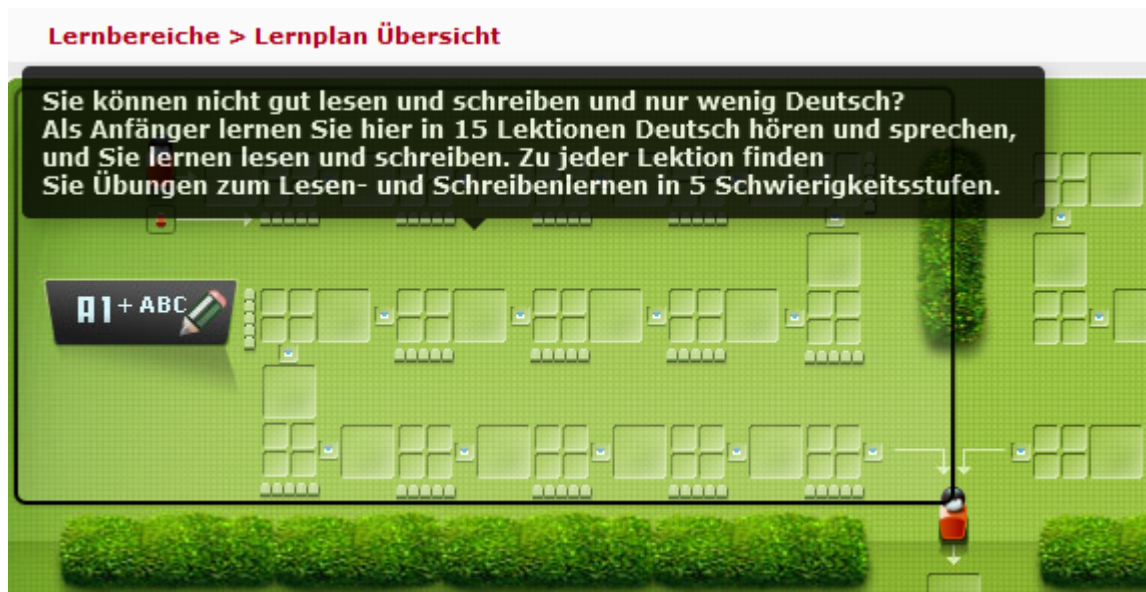 Lernbereiche > Lernplan Übersicht
Sie können nicht gut lesen und schreiben und nur wenig Deutsch?
Als Anfänger lernen Sie hier in 15 Lektionen Deutsch hören und sprechen,
und Sie lernen lesen und schreiben. Zu jeder Lektion finden
Sie Übungen zum Lesen- und Schreibenlernen in 5 Schwierigkeitsstufen.
A1+ABC